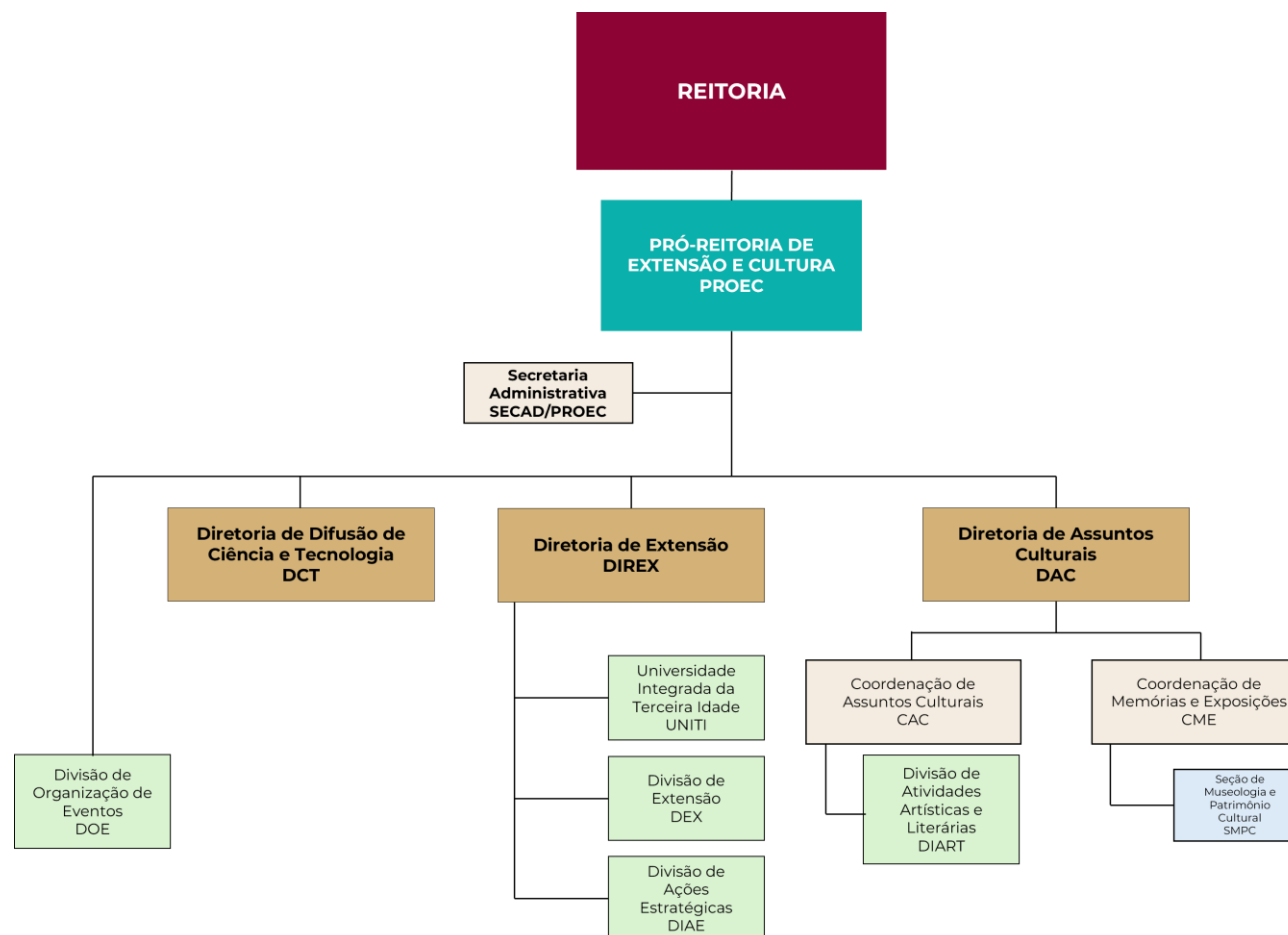 REITORIA
PRÓ-REITORIA DE
EXTENSÃO E CULTURA
PROEC
Secretaria
Administrativa
SECAD/PROEC
Diretoria de Difusão de
Ciência e Tecnologia
DCT
Diretoria de Extensão
DIREX
Diretoria de Assuntos
Culturais
DAC
Universidade
Integrada da
Terceira Idade
UNITI
Coordenação de
Assuntos Culturais
CAC
Coordenação de
Memórias e Exposições
CME
Divisão de
Organização de
Eventos
DOE
Divisão de
Extensão
DEX
Divisão de
Atividades
Artísticas e
Literárias
DIART
Seção de
Museologia e
Patrimônio
Cultural
SMPC
Divisão de
Ações
Estratégicas
DIAE